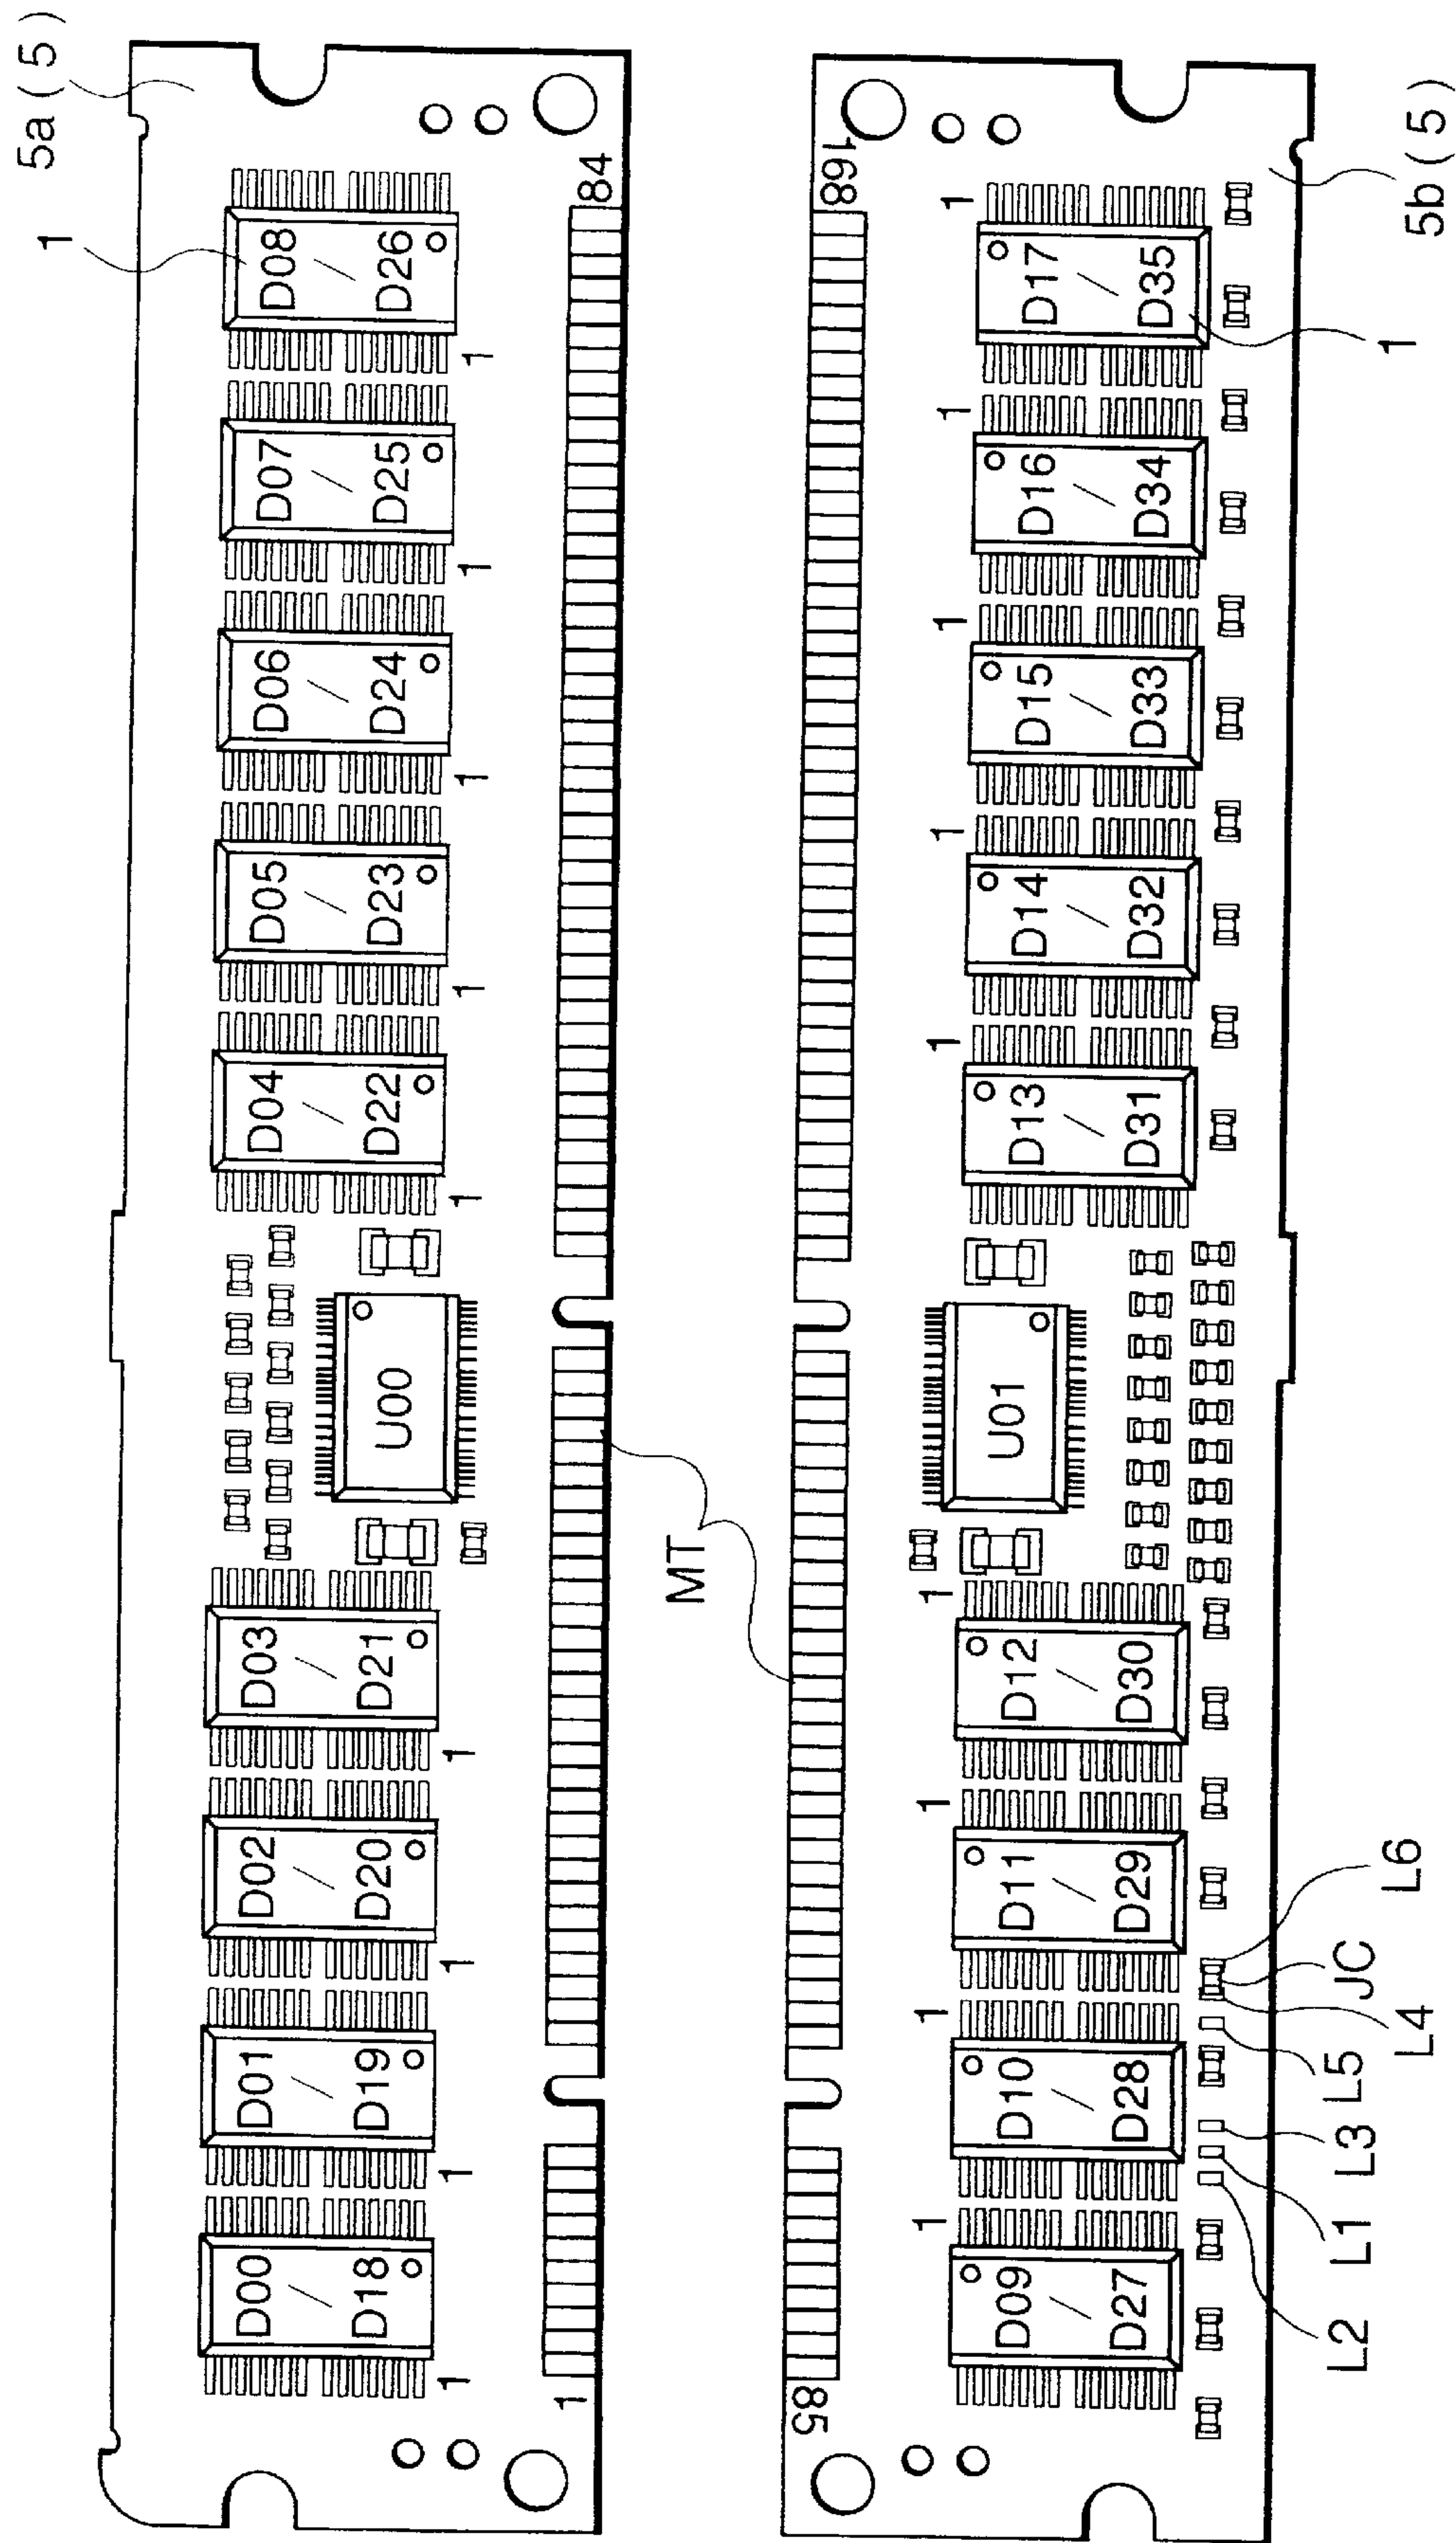 5a ( 5 )
1
D00 / D18
D01 / D19
D02 / D20
D03 / D21
U00
D04 / D22
D05 / D23
D06 / D24
D07 / D25
D08 / D26
1
1
1
1
1
1
1
1
1
1
84
MT
85
168
1
1
1
1
1
1
1
1
1
D09 / D27
D10 / D28
D11 / D29
D12 / D30
U01
D13 / D31
D14 / D32
D15 / D33
D16 / D34
D17 / D35
L2
L1
L3
L5
L4
JC
L6
1
5b ( 5 )